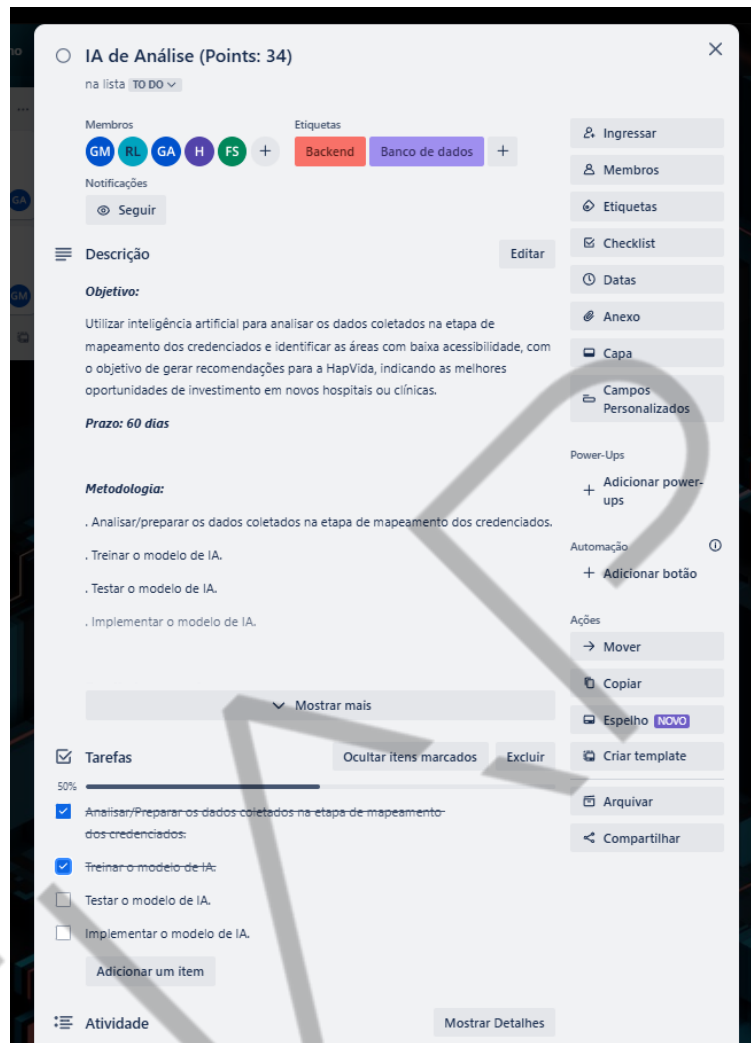 no
IA de Análise (Points: 34)
na lista TO DO
Membros
Etiquetas
GM RL GA H FS
Backend Banco de dados
Notificações
Seguir
Descrição
Editar
Objetivo:
Utilizar inteligência artificial para analisar os dados coletados na etapa de
mapeamento dos credenciados e identificar as áreas com baixa acessibilidade, com
o objetivo de gerar recomendações para a HapVida, indicando as melhores
oportunidades de investimento em novos hospitais ou clínicas.
Prazo: 60 dias
Metodologia:
. Analisar/preparar os dados coletados na etapa de mapeamento dos credenciados.
. Treinar o modelo de IA.
. Testar o modelo de IA.
. Implementar o modelo de IA.
Mostrar mais
Tarefas
Ocultar itens marcados
Excluir
50%
Analisar/Preparar os dados coletados na etapa de mapeamento
dos credenciados.
Treinar o modelo de IA.
Testar o modelo de IA.
Implementar o modelo de IA.
Adicionar um item
Atividade
Mostrar Detalhes
Ingressar
Membros
Etiquetas
Checklist
Datas
Anexo
Capa
Campos
Personalizados
Power-Ups
Adicionar power-
ups
Automação
Adicionar botão
Ações
Mover
Copiar
Espelho NOVO
Criar template
Arquivar
Compartilhar
GA
GM